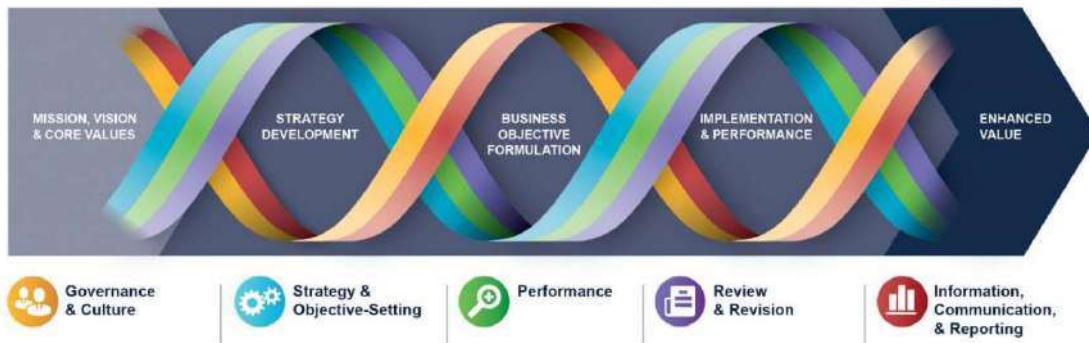 MISSION, VISION
& CORE VALUES
STRATEGY
DEVELOPMENT
BUSINESS
OBJECTIVE
FORMULATION
IMPLEMENTATION
& PERFORMANCE
ENHANCED
VALUE
Governance
& Culture
Strategy &
Objective-Setting
Performance
Review
& Revision
Information,
Communication,
& Reporting